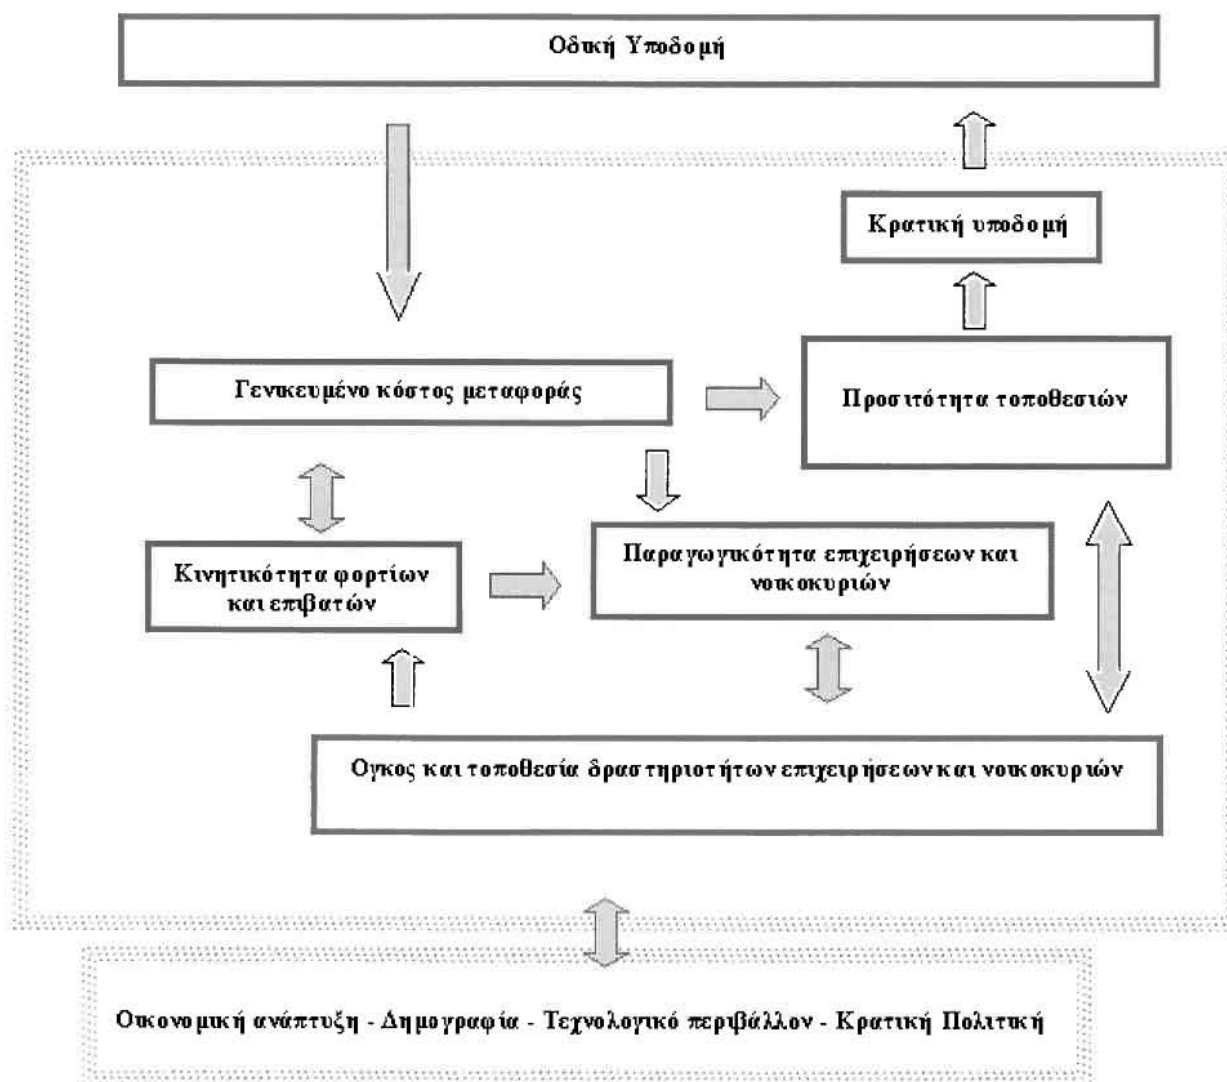 Οδική Υποδομή
Κρατική υποδομή
Γενικευμένο κόστος μεταφοράς
Προσιτότητα τοποθεσιών
Κινητικότητα φορτίων
και επιβατών
Παραγωγικότητα επιχειρήσεων και
νοικοκυριών
Ογκος και τοποθεσία δραστηριοτήτων επιχειρήσεων και νοικοκυριών
Οικονομική ανάπτυξη - Δημογραφία - Τεχνολογικό περιβάλλον - Κρατική Πολιτική